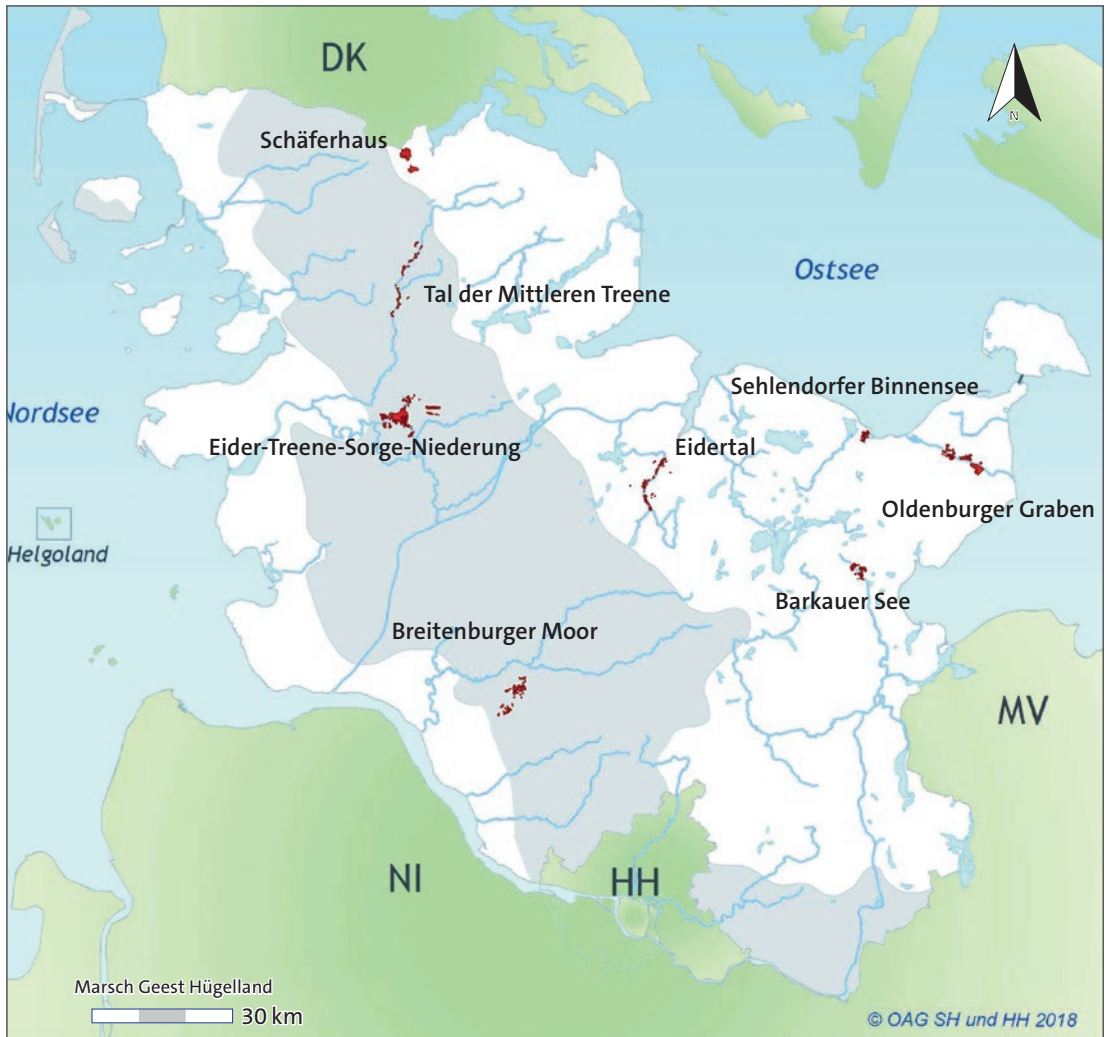 DK
N
Schäferhaus
Ostsee
Tal der Mittleren Treene
Sehlendorfer Binnensee
Nordsee
Eider-Treene-Sorge-Niederung
Eidertal
Oldenburger Graben
Helgoland
Barkauer See
Breitenburger Moor
MV
NI
HH
Marsch Geest Hügelland
30 km
© OAG SH und HH 2018